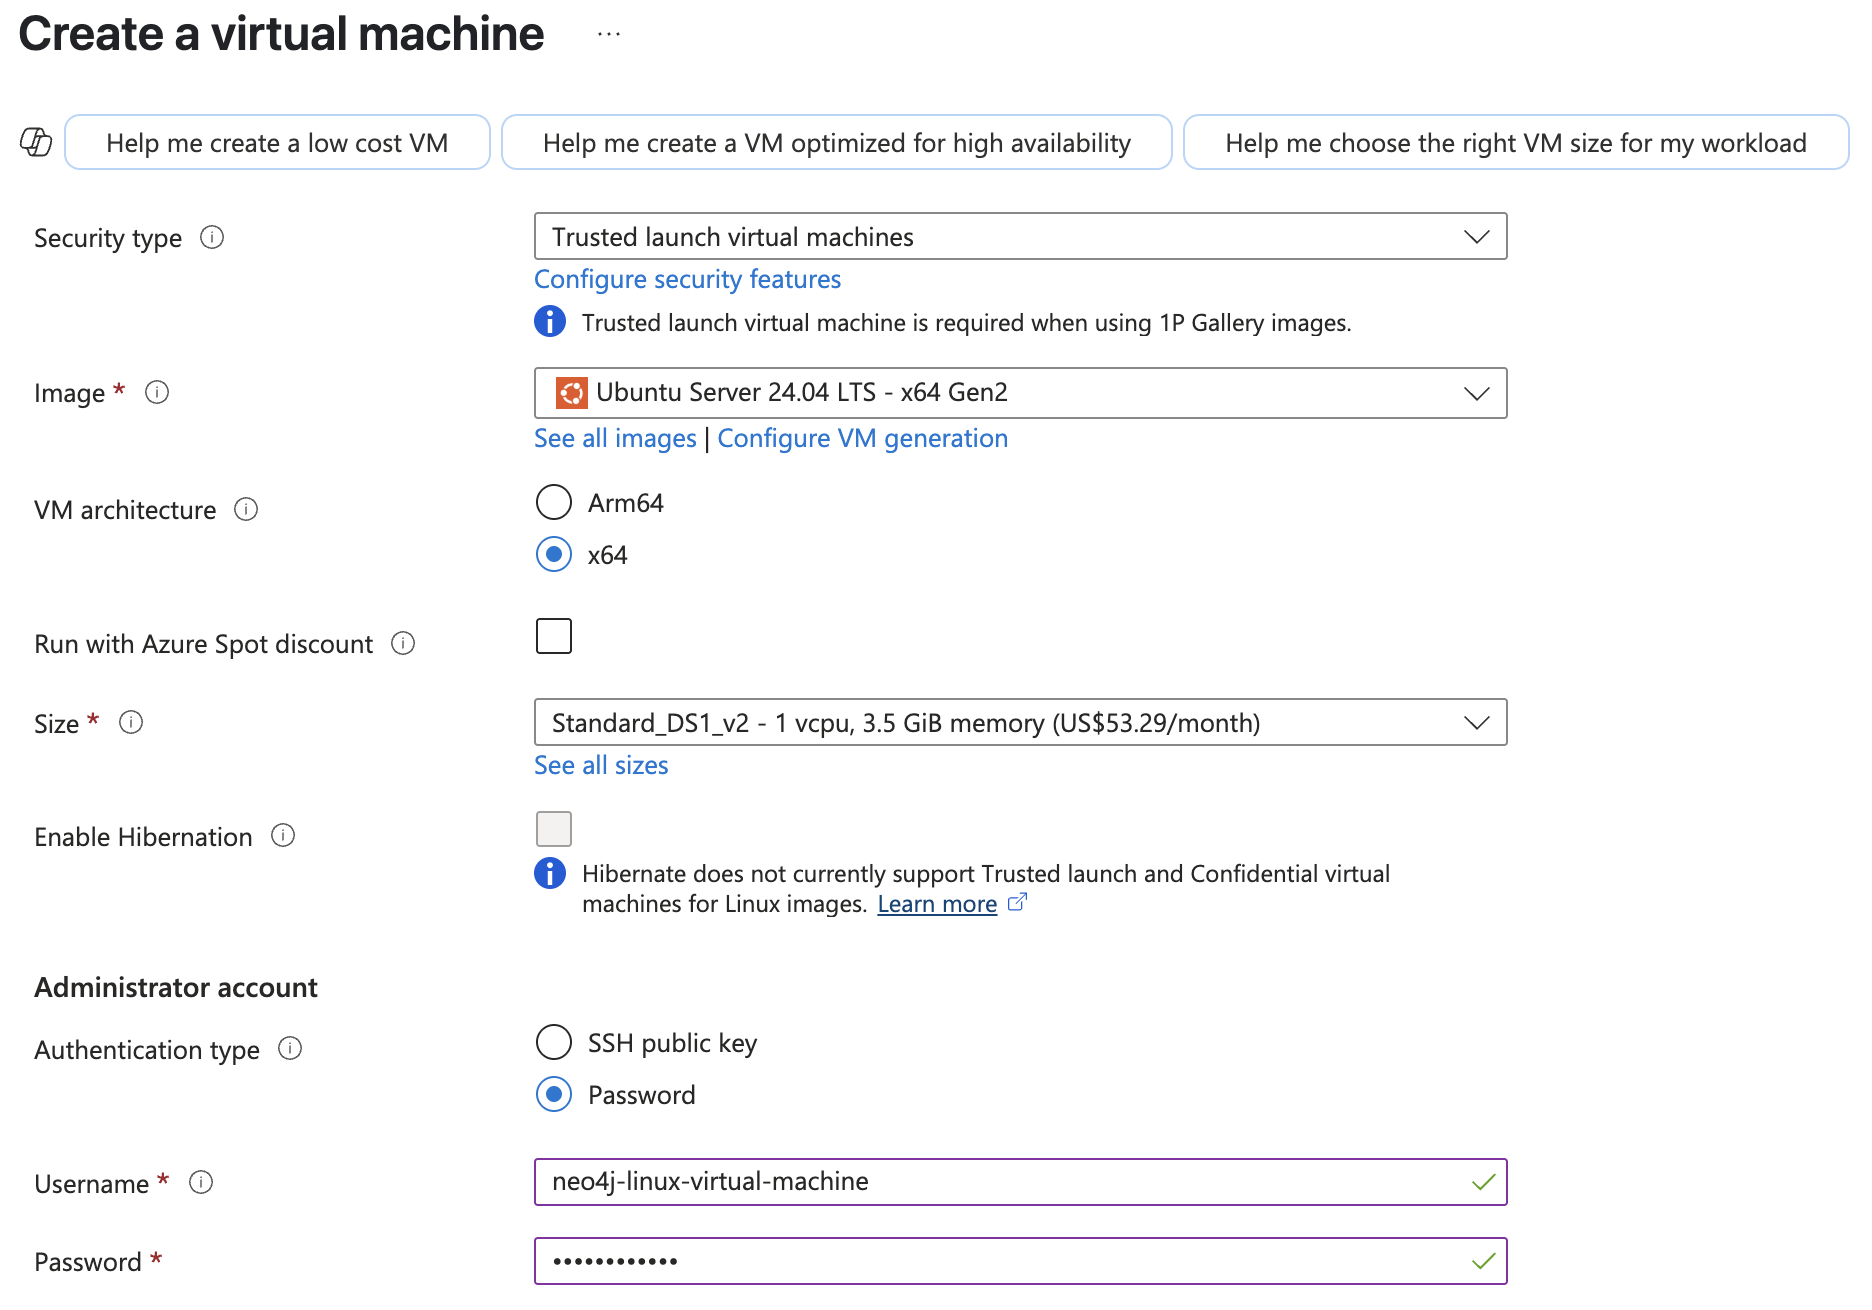 Create a virtual machine ...
Help me create a low cost VM
Help me create a VM optimized for high availability
Help me choose the right VM size for my workload
Security type
Trusted launch virtual machines
Configure security features
Trusted launch virtual machine is required when using 1P Gallery images.
Image *
Ubuntu Server 24.04 LTS - x64 Gen2
See all images | Configure VM generation
VM architecture
Arm64
x64
Run with Azure Spot discount
Size *
Standard_DS1_v2 - 1 vcpu, 3.5 GiB memory (US$53.29/month)
See all sizes
Enable Hibernation
Hibernate does not currently support Trusted launch and Confidential virtual
machines for Linux images. Learn more
Administrator account
Authentication type
SSH public key
Password
Username *
neo4j-linux-virtual-machine
Password *
••••••••••••